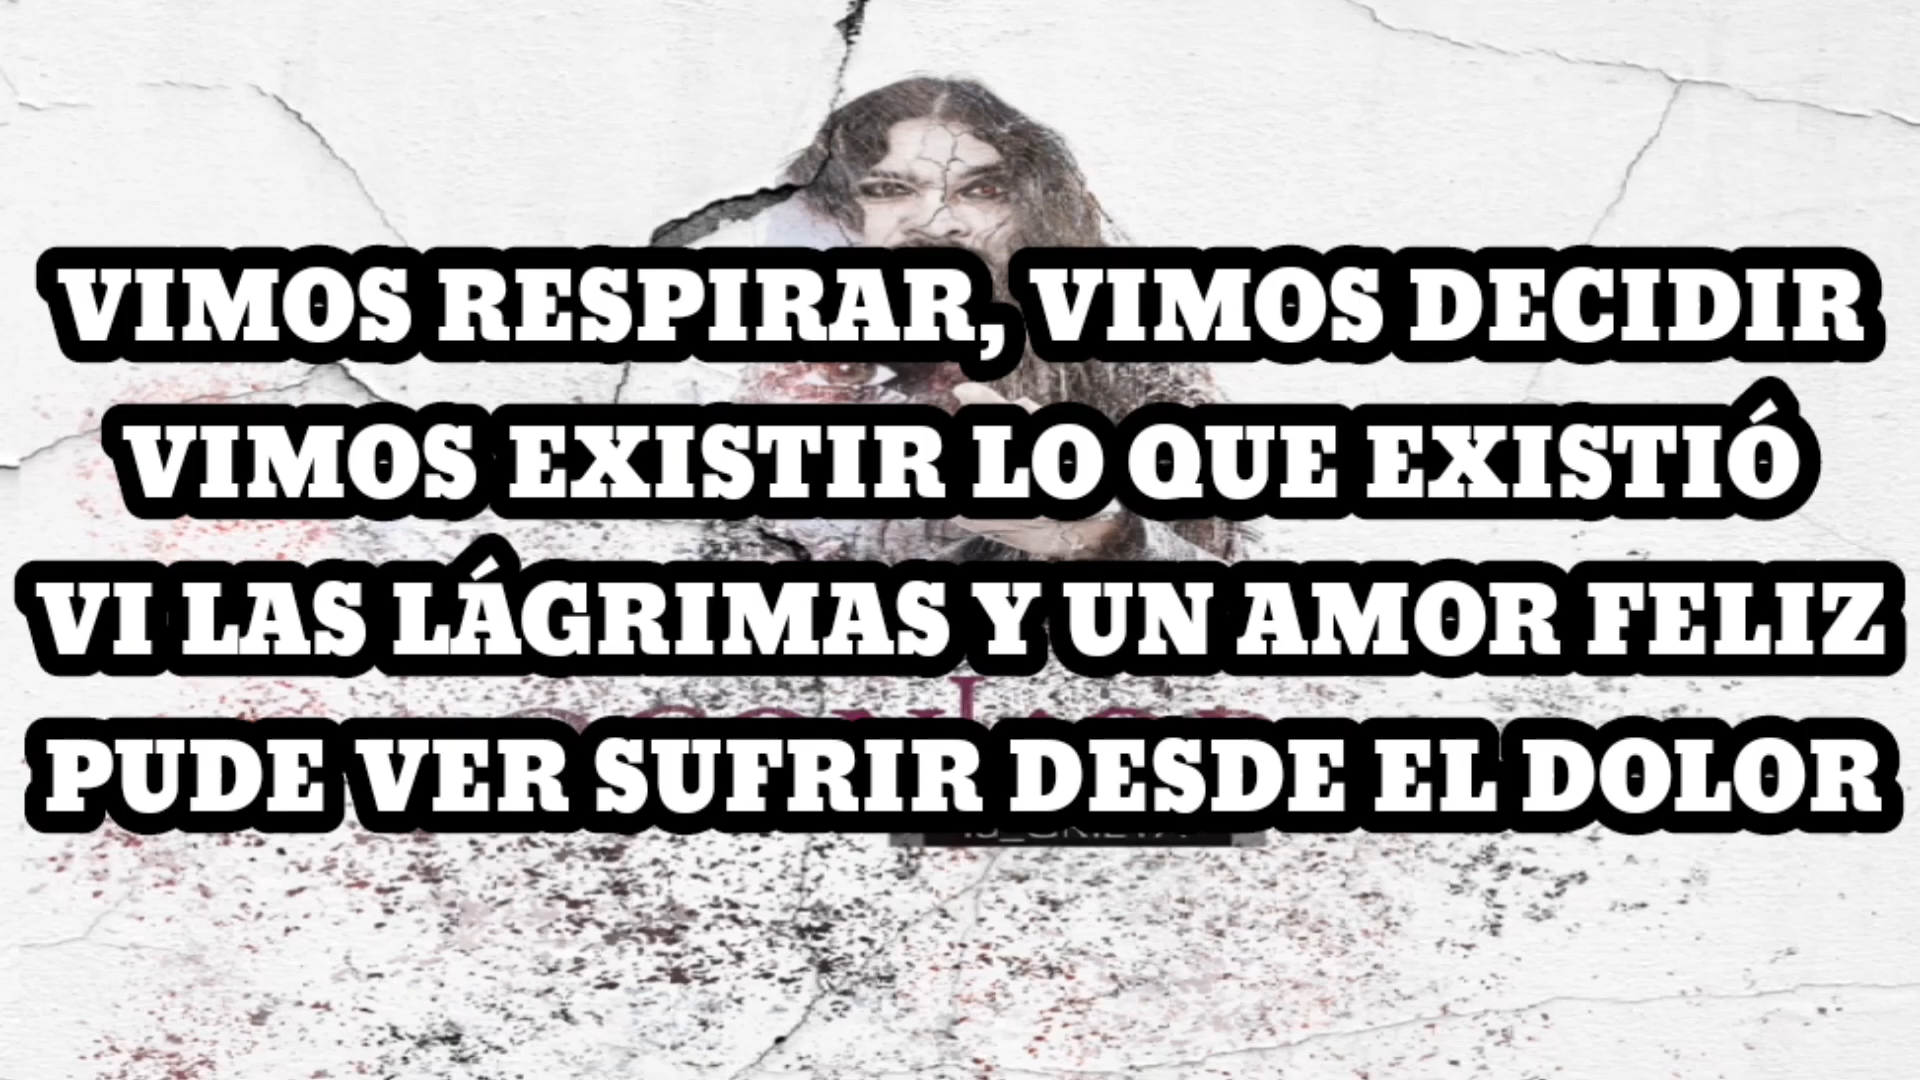 VIMOS RESPIRAR, VIMOS DECIDIR
VIMOS EXISTIR LO QUE EXISTIÓ
VI LAS LÁGRIMAS Y UN AMOR FELIZ
PUDE VER SUFRIR DESDE EL DOLOR